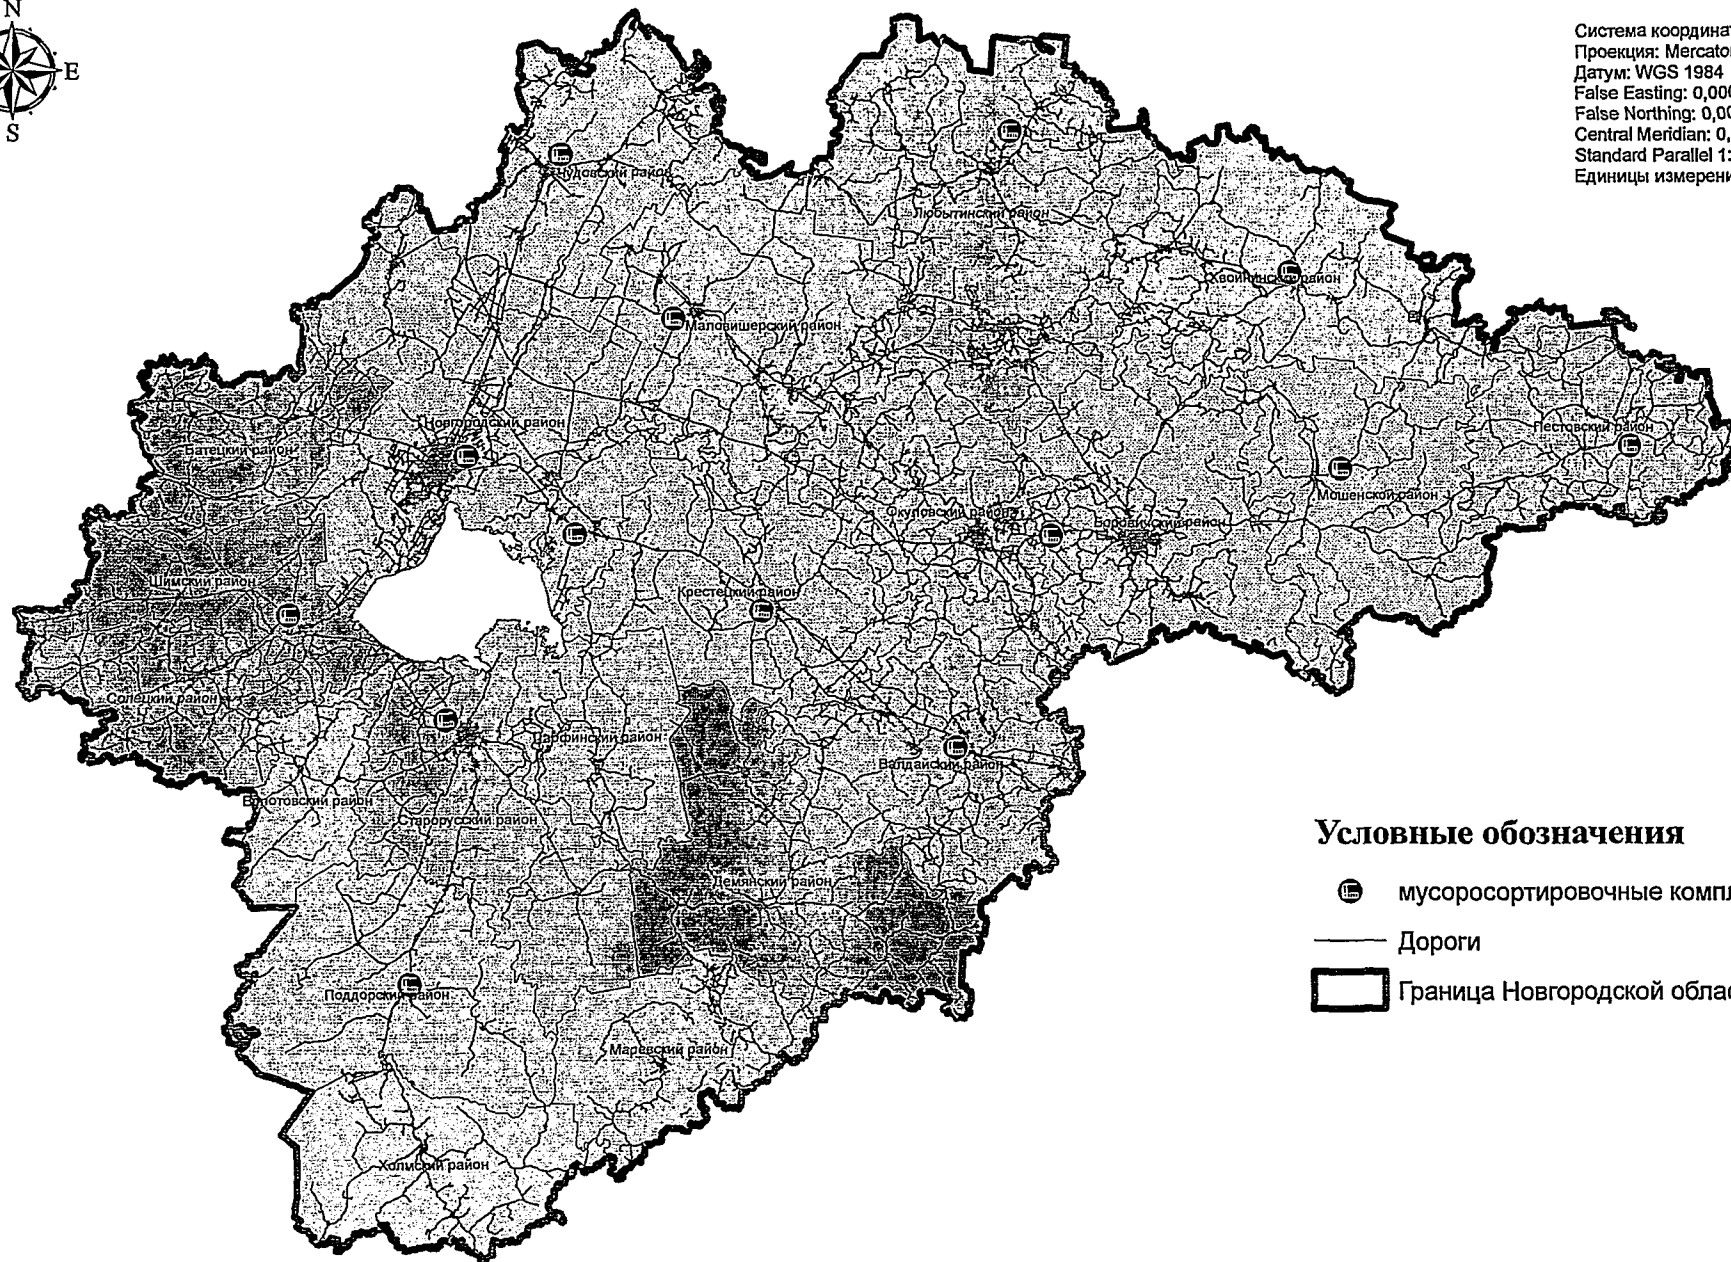 N
E
S
Система координа
Проекция: Mercato
Датум: WGS 1984
False Easting: 0,00
False Northing: 0,0
Central Meridian: 0,
Standard Parallel 1:
Единицы измерени
Чудовский район
Любытинский район
Хвойнинский район
Маловишерский район
Новгородский район
Батецкий район
Пестовский район
Мошенской район
Окуловский район
Боровичский район
Шимский район
Крестецкий район
Солецкий район
Парфинский район
Валдайский район
Волотовский район
Старорусский район
Демянский район
Поддорский район
Маревский район
Холмский район
Условные обозначения
мусоросортировочные компл
Дороги
Граница Новгородской облас